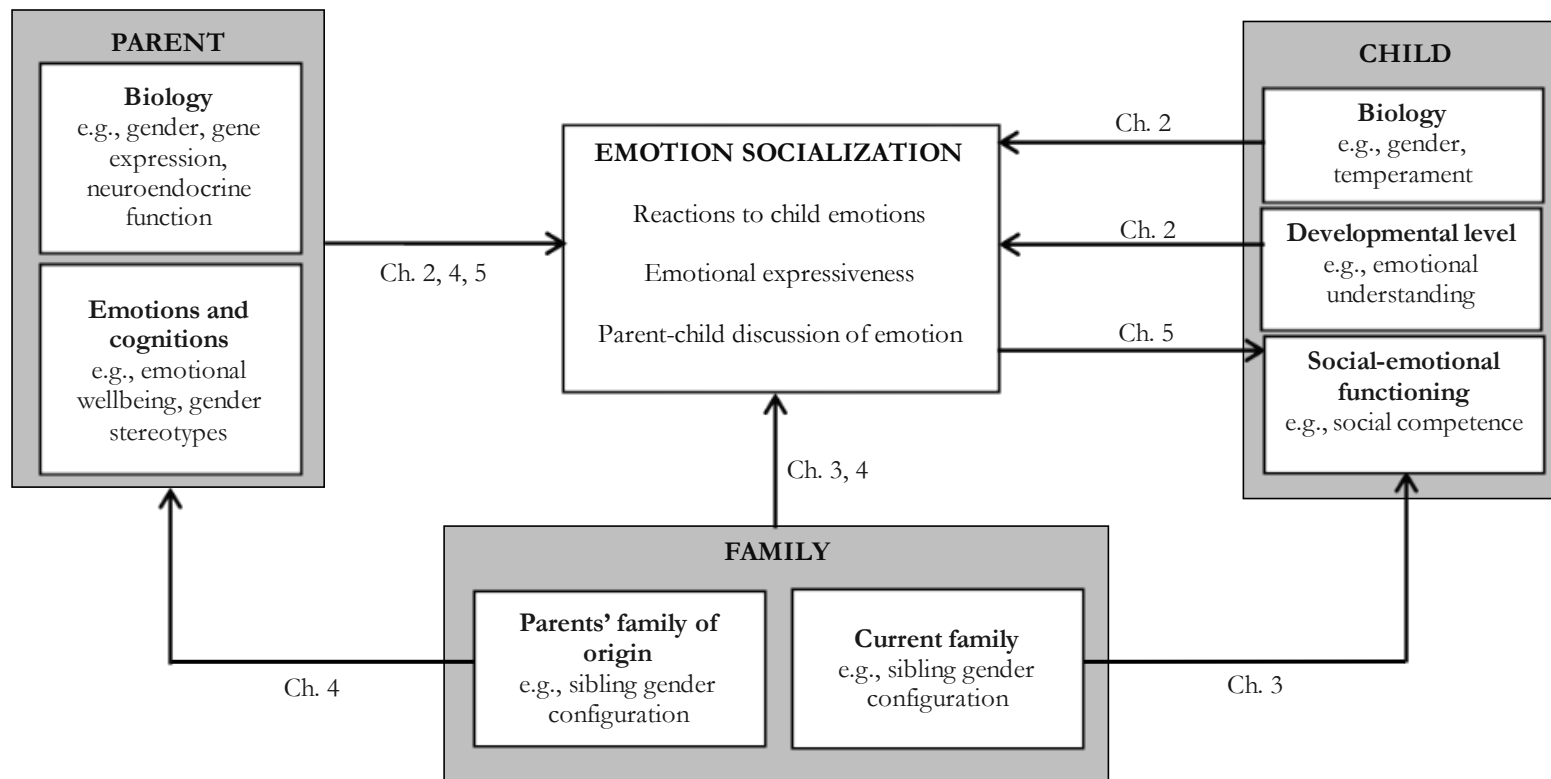 PARENT
Biology
e.g., gender, gene
expression,
neuroendocrine
function
Emotions and
cognitions
e.g., emotional
wellbeing, gender
stereotypes
Ch. 2, 4, 5
EMOTION SOCIALIZATION
Reactions to child emotions
Emotional expressiveness
Parent-child discussion of emotion
Ch. 2
Ch. 2
Ch. 5
CHILD
Biology
e.g., gender,
temperament
Developmental level
e.g., emotional
understanding
Social-emotional
functioning
e.g., social competence
Ch. 3, 4
FAMILY
Parents’ family of
origin
e.g., sibling gender
configuration
Current family
e.g., sibling gender
configuration
Ch. 4
Ch. 3